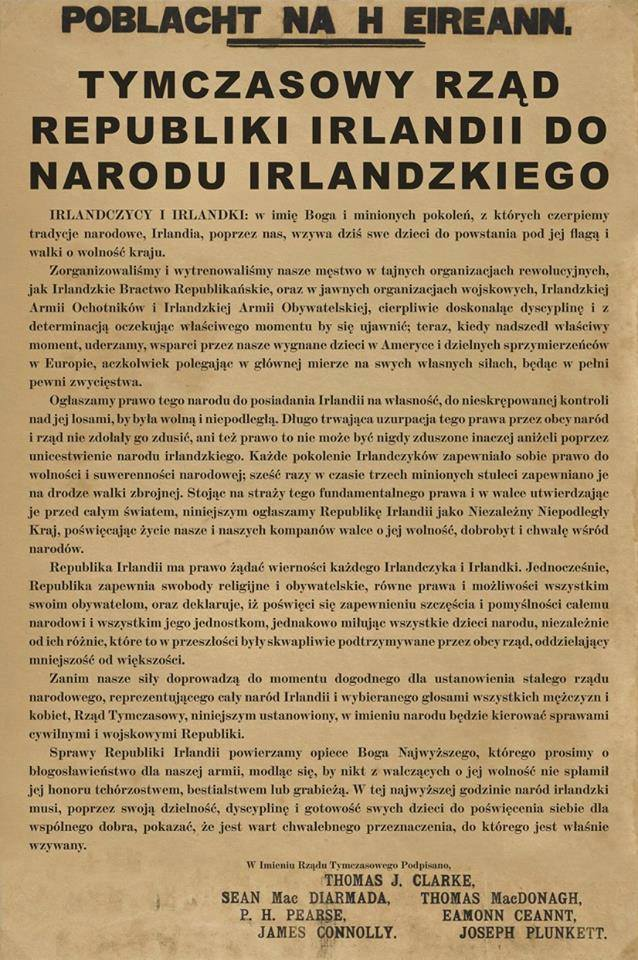 POBLACHT NA H EIREANN.
TYMCZASOWY RZĄD
REPUBLIKI IRLANDII DO
NARODU IRLANDZKIEGO
IRLANDCZYCY I IRLANDKI: w imię Boga i minionych pokoleń, z których czerpiemy
tradycje narodowe, Irlandia, poprzez nas, wzywa dziś swe dzieci do powstania pod jej flagą i
walki o wolność kraju.
Zorganizowaliśmy i wytrenowaliśmy nasze męstwo w tajnych organizacjach rewolucyjnych,
jak Irlandzkie Bractwo Republikańskie, oraz w jawnych organizacjach wojskowych, Irlandzkiej
Armii Ochotników i Irlandzkiej Armii Obywatelskiej, cierpliwie doskonaląc dyscyplinę i z
determinacją oczekując właściwego momentu by się ujawnić; teraz, kiedy nadszedł właściwy
moment, uderzamy, wsparci przez nasze wygnane dzieci w Ameryce i dzielnych sprzymierzeńców
w Europie, aczkolwiek polegając w głównej mierze na swych własnych siłach, będąc w pełni
pewni zwycięstwa.
Ogłaszamy prawo tego narodu do posiadania Irlandii na własność, do nieskrępowanej kontroli
nad jej losami, by była wolną i niepodległą. Długo trwająca uzurpacja tego prawa przez obcy naród
i rząd nie zdołały go zdusić, ani też prawo to nie może być nigdy zduszone inaczej aniżeli poprzez
unicestwienie narodu irlandzkiego. Każde pokolenie Irlandczyków zapewniało sobie prawo do
wolności i suwerenności narodowej; sześć razy w czasie trzech minionych stuleci zapewniano je
na drodze walki zbrojnej. Stojąc na straży tego fundamentalnego prawa i w walce utwierdzając
je przed całym światem, niniejszym ogłaszamy Republikę Irlandii jako Niezależny Niepodległy
Kraj, poświęcając życie nasze i naszych kompanów walce o jej wolność, dobrobyt i chwałę wśród
narodów.
Republika Irlandii ma prawo żądać wierności każdego Irlandczyka i Irlandki. Jednocześnie,
Republika zapewnia swobody religijne i obywatelskie, równe prawa i możliwości wszystkim
swoim obywatelom, oraz deklaruje, iż poświęci się zapewnieniu szczęścia i pomyślności całemu
narodowi i wszystkim jego jednostkom, jednakowo miłując wszystkie dzieci narodu, niezależnie
od ich różnic, które to w przeszłości były skwapliwie podtrzymywane przez obcy rząd, oddzielający
mniejszość od większości.
Zanim nasze siły doprowadzą do momentu dogodnego dla ustanowienia stałego rządu
narodowego, reprezentującego cały naród Irlandii i wybieranego głosami wszystkich mężczyzn i
kobiet, Rząd Tymczasowy, niniejszym ustanowiony, w imieniu narodu będzie kierować sprawami
cywilnymi i wojskowymi Republiki.
Sprawy Republiki Irlandii powierzamy opiece Boga Najwyższego, którego prosimy o
błogosławieństwo dla naszej armii, modląc się, by nikt z walczących o jej wolność nie splamił
jej honoru tchórzostwem, bestialstwem lub grabieżą. W tej najwyższej godzinie naród irlandzki
musi, poprzez swoją dzielność, dyscyplinę i gotowość swych dzieci do poświęcenia siebie dla
wspólnego dobra, pokazać, że jest wart chwalebnego przeznaczenia, do którego jest właśnie
wzywany.
W Imieniu Rządu Tymczasowego Podpisano,
THOMAS J. CLARKE,
SEAN Mac DIARMADA, THOMAS MacDONAGH,
P. H. PEARSE, EAMONN CEANNT,
JAMES CONNOLLY. JOSEPH PLUNKETT.